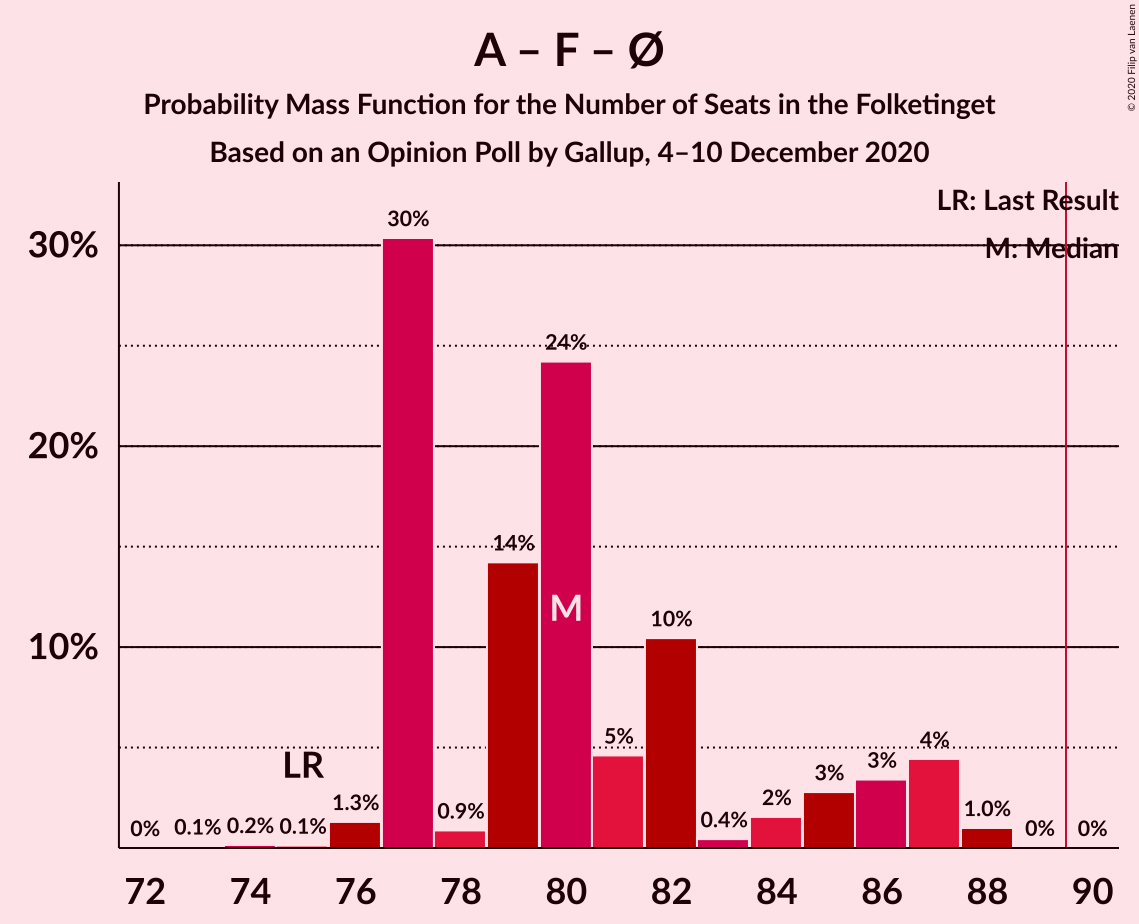 A – F – Ø
Probability Mass Function for the Number of Seats in the Folketinget
Based on an Opinion Poll by Gallup, 4–10 December 2020
© 2020 Filip van Laenen
LR: Last Result
M: Median
30%
20%
10%
0%
0.1%
0.2%
0.1%
LR
1.3%
30%
0.9%
14%
24%
M
5%
10%
0.4%
2%
3%
3%
4%
1.0%
0%
0%
72 74 76 78 80 82 84 86 88 90